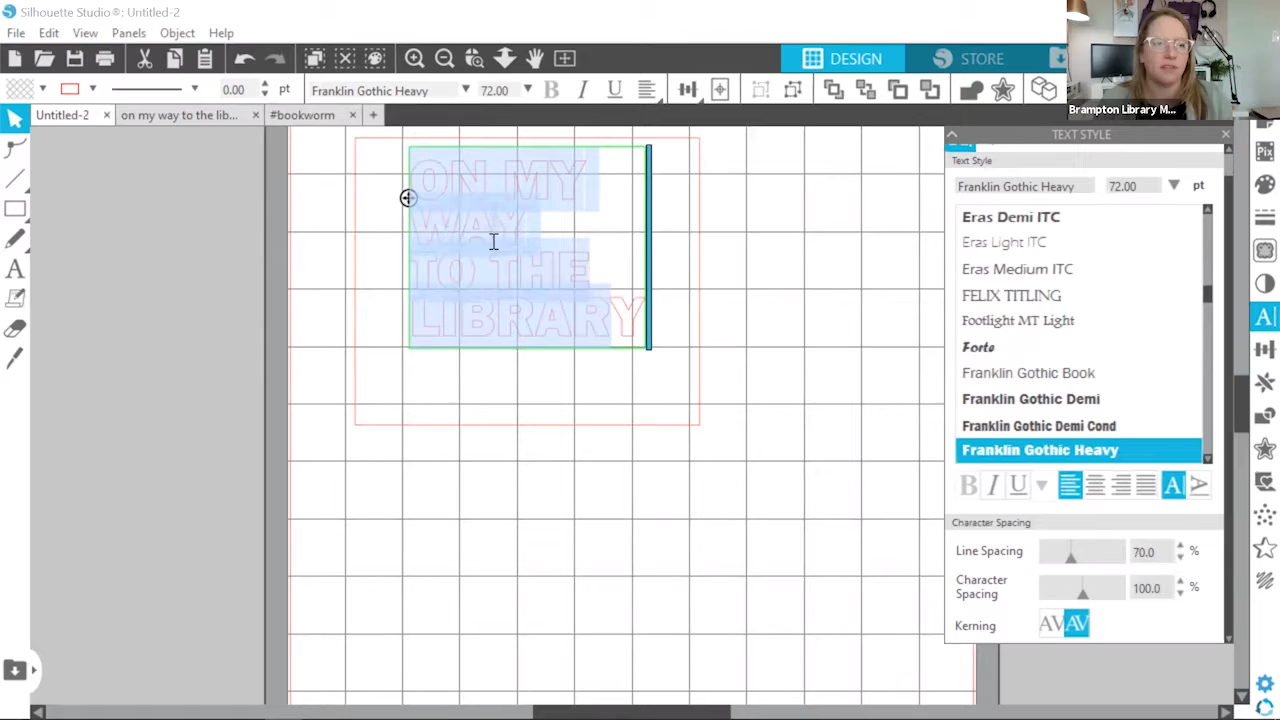 Silhouette Studio®: Untitled-2
File Edit View Panels Object Help
DESIGN
STORE
0.00 pt
Franklin Gothic Heavy
72.00 pt
B I U
Untitled-2 ×
on my way to the lib... ×
#bookworm ×
+
Brampton Library M...
ON MY
WAY
TO THE
LIBRARY
TEXT STYLE
Text Style
Franklin Gothic Heavy 72.00 pt
Eras Demi ITC
Eras Light ITC
Eras Medium ITC
FELIX TITLING
Footlight MT Light
Forte
Franklin Gothic Book
Franklin Gothic Demi
Franklin Gothic Demi Cond
Franklin Gothic Heavy
B I U
Character Spacing
Line Spacing 70.0 %
Character
Spacing 100.0 %
Kerning AV AV
Pix